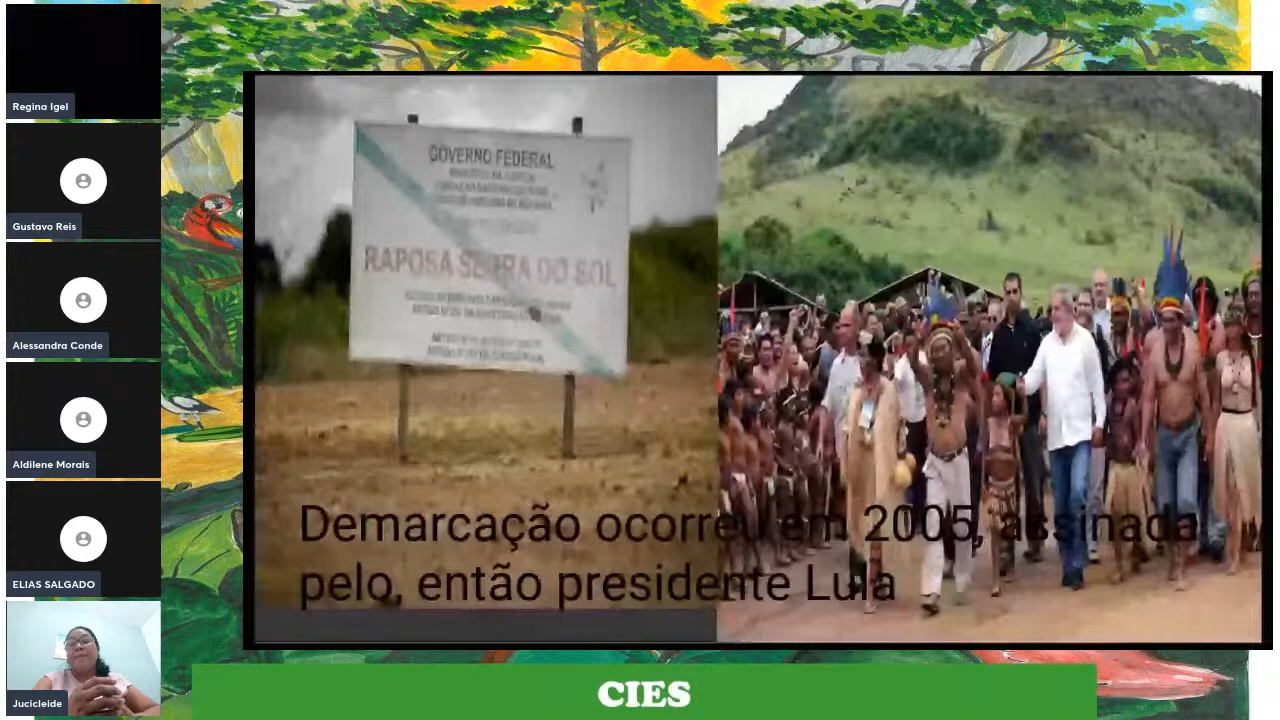 Regina Igel
Gustavo Reis
Alessandra Conde
Aldilene Morais
ELIAS SALGADO
Jucicleide
GOVERNO FEDERAL
RAPOSA SERRA DO SOL
Demarcação ocorreu em 2005, assinada
pelo, então presidente Lula
CIES